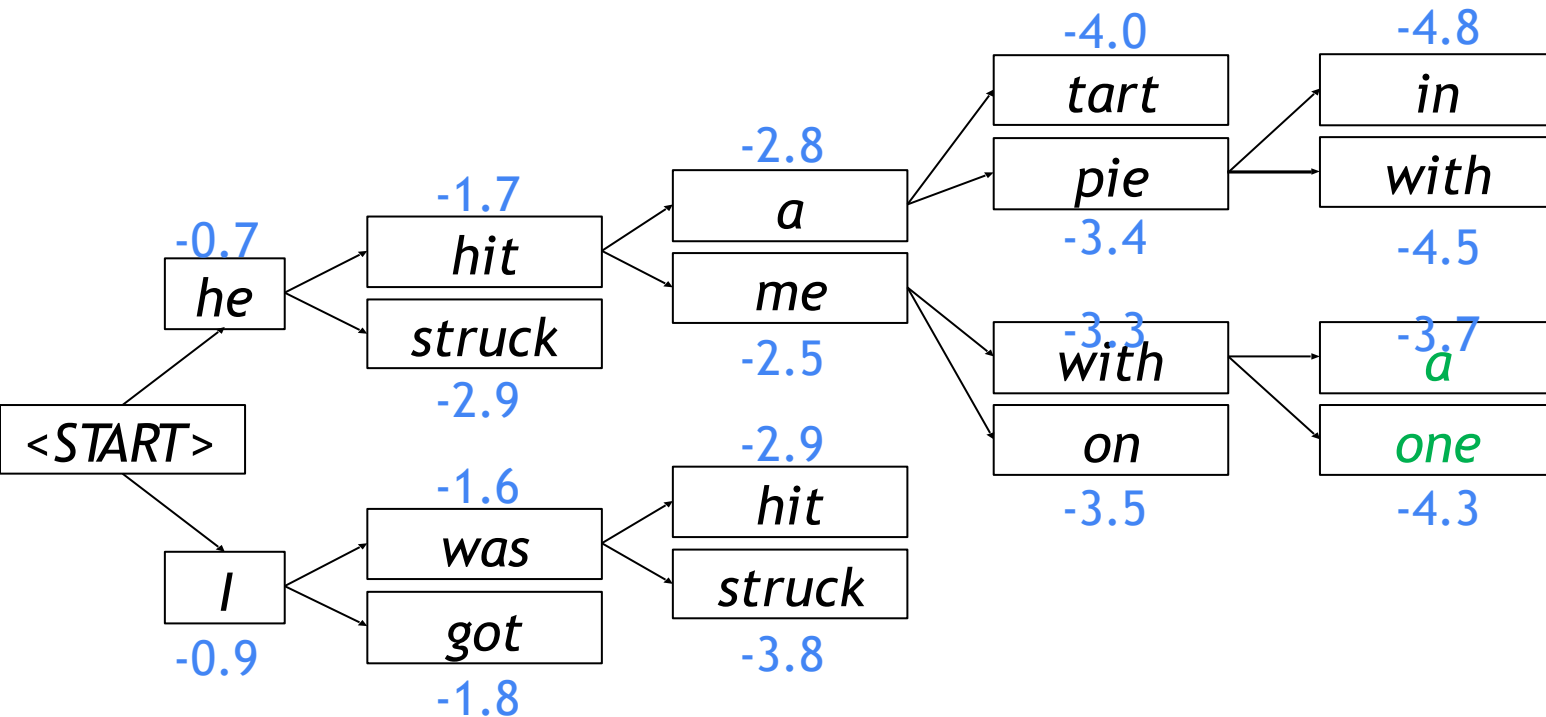 -4.0
-4.8
tart
in
-2.8
-1.7
pie
with
a
-0.7
-3.4
-4.5
hit
he
me
-3.3
-3.7
struck
with
a
-2.5
-2.9
<START>
-2.9
on
one
-1.6
-3.5
-4.3
hit
was
I
struck
got
-0.9
-3.8
-1.8